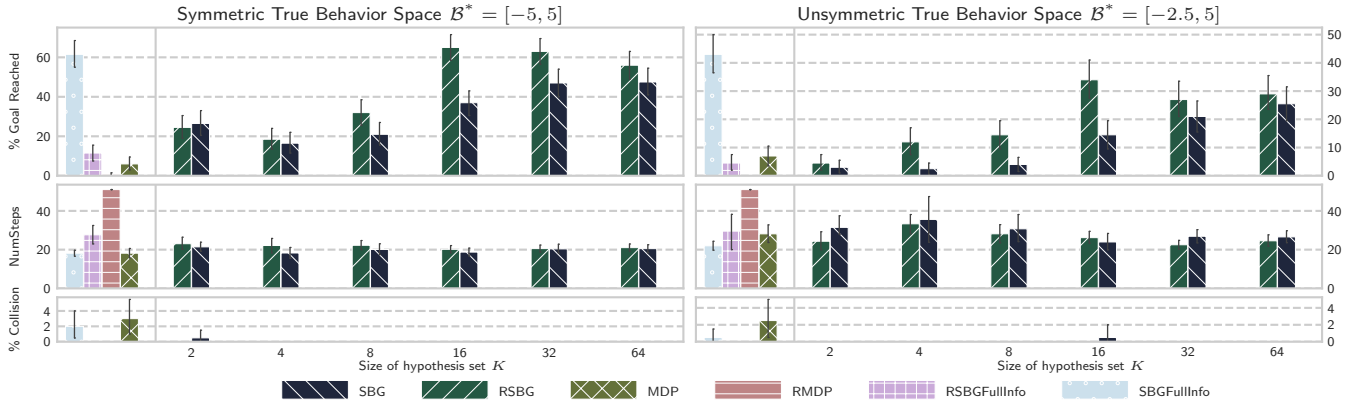 Symmetric True Behavior Space 𝓑* = [−5, 5]
Unsymmetric True Behavior Space 𝓑* = [−2.5, 5]
% Goal Reached
60
40
20
0
50
40
30
20
10
0
NumSteps
40
20
0
40
20
0
% Collision
4
2
0
4
2
0
2 4 8 16 32 64
2 4 8 16 32 64
Size of hypothesis set K
Size of hypothesis set K
SBG RSBG MDP RMDP RSBGFullInfo SBGFullInfo